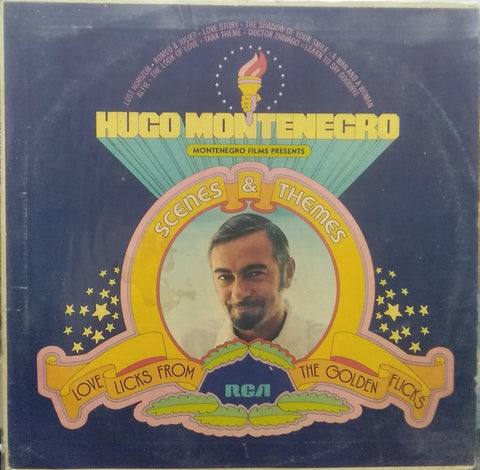 LOST HORIZON • ROMEO & JULIET • LOVE STORY • THE SHADOW OF YOUR SMILE • A MAN AND A WOMAN
ALFIE • THE LOOK OF LOVE • TARA THEME • DOCTOR ZHIVAGO • LEARN TO SAY GOODBYE
HUGO MONTENEGRO
MONTENEGRO FILMS PRESENTS
SCENES & THEMES
LOVE LICKS FROM THE GOLDEN FLICKS
RCA